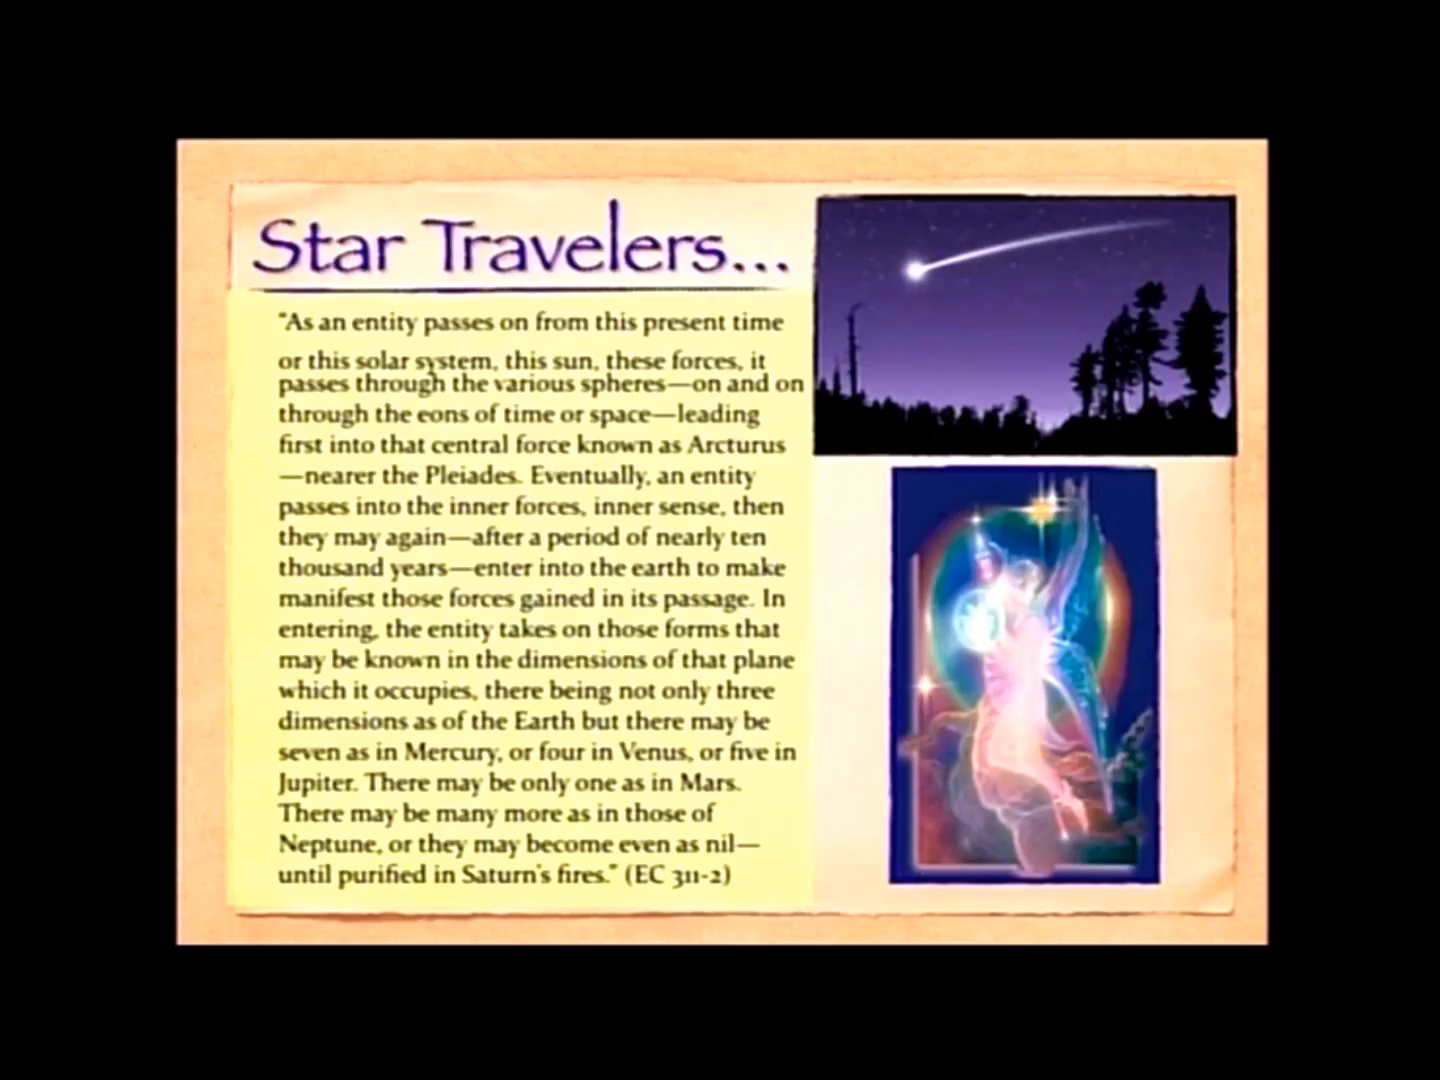 Star Travelers...
"As an entity passes on from this present time
or this solar system, this sun, these forces, it
passes through the various spheres—on and on
through the eons of time or space—leading
first into that central force known as Arcturus
—nearer the Pleiades. Eventually, an entity
passes into the inner forces, inner sense, then
they may again—after a period of nearly ten
thousand years—enter into the earth to make
manifest those forces gained in its passage. In
entering, the entity takes on those forms that
may be known in the dimensions of that plane
which it occupies, there being not only three
dimensions as of the Earth but there may be
seven as in Mercury, or four in Venus, or five in
Jupiter. There may be only one as in Mars.
There may be many more as in those of
Neptune, or they may become even as nil—
until purified in Saturn's fires." (EC 311-2)